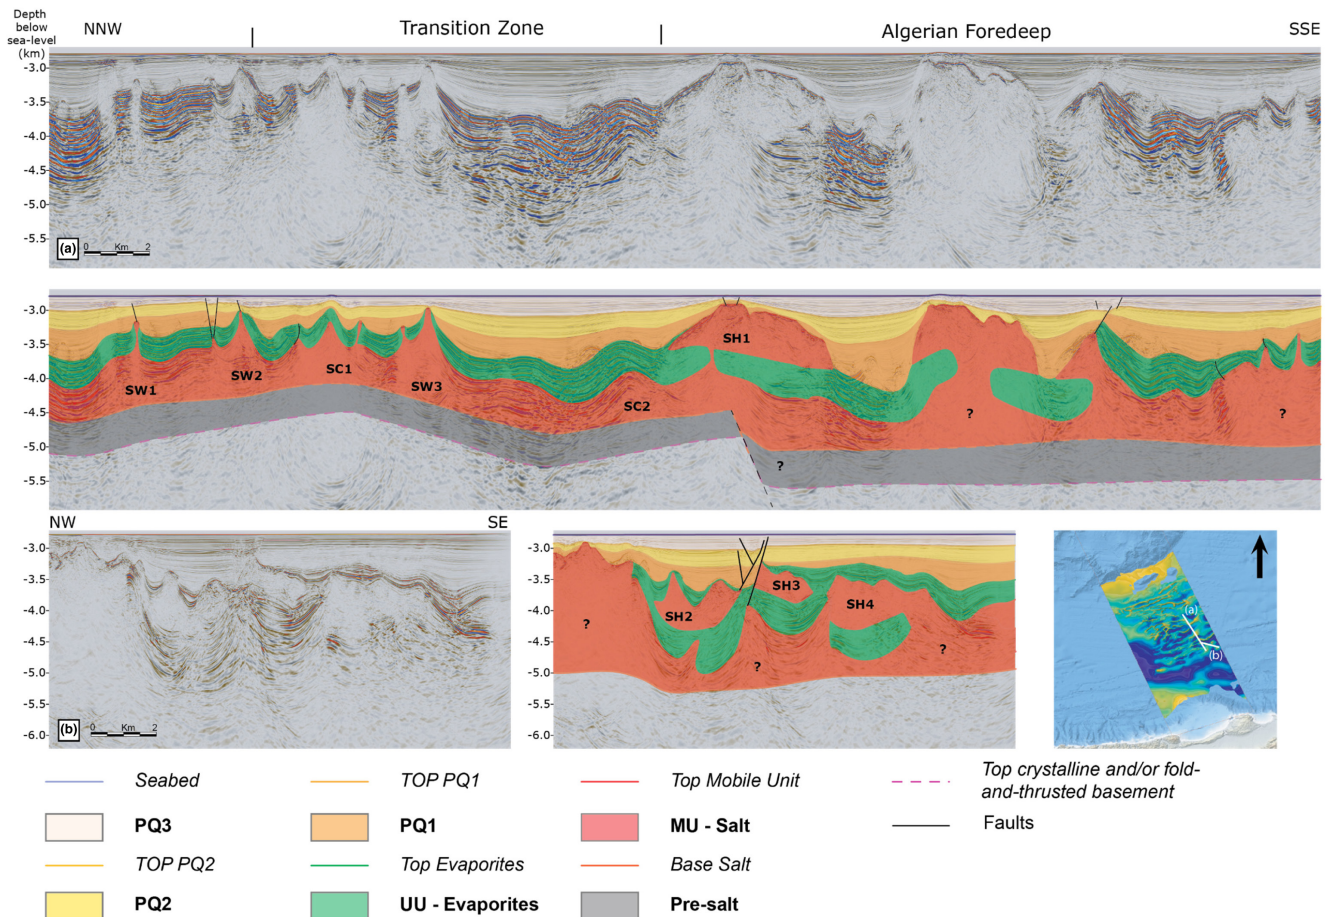 Depth
below
sea-level
(km)
NNW
Transition Zone
Algerian Foredeep
SSE
-3.0
-3.5
-4.0
-4.5
-5.0
-5.5
(a)
0 Km 2
-3.0
-3.5
-4.0
-4.5
-5.0
-5.5
SW1
SW2
SC1
SW3
SC2
SH1
?
?
?
NW
SE
-3.0
-3.5
-4.0
-4.5
-5.0
-5.5
-6.0
(b)
0 Km 2
-3.0
-3.5
-4.0
-4.5
-5.0
-5.5
-6.0
?
SH2
SH3
SH4
?
?
(a)
(b)
Seabed
TOP PQ1
Top Mobile Unit
Top crystalline and/or fold-
and-thrusted basement
PQ3
PQ1
MU - Salt
Faults
TOP PQ2
Top Evaporites
Base Salt
PQ2
UU - Evaporites
Pre-salt